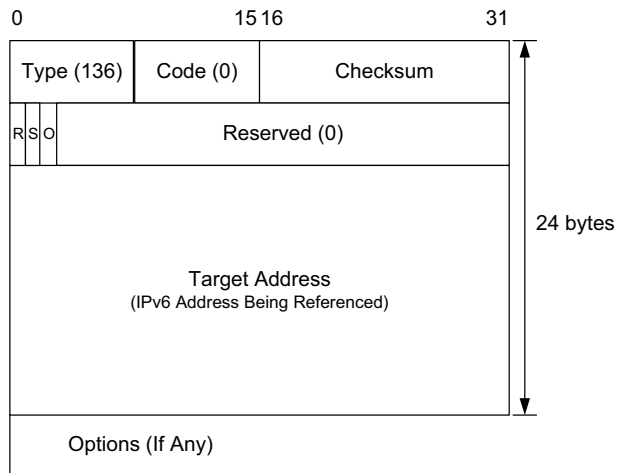 0 15 16 31
Type (136) Code (0) Checksum
R S O Reserved (0)
24 bytes
Target Address
(IPv6 Address Being Referenced)
Options (If Any)